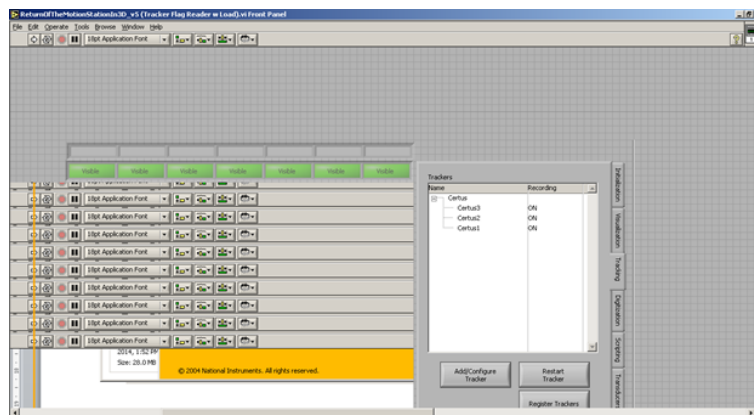 ReturnOfTheMotionStationIn3D_v5 (Tracker Flag Reader w Load).vi Front Panel
File Edit Operate Tools Browse Window Help
18pt Application Font
Visible Visible Visible Visible Visible Visible Visible
18pt Application Font
18pt Application Font
18pt Application Font
18pt Application Font
18pt Application Font
18pt Application Font
18pt Application Font
18pt Application Font
18pt Application Font
2014, 1:52 PM
Size: 28.0 MB
© 2004 National Instruments. All rights reserved.
Trackers
Name Recording
Certus
Certus3 ON
Certus2 ON
Certus1 ON
Add/Configure
Tracker
Restart
Tracker
Register Trackers
Initialization
Visualization
Tracking
Digitization
Scripting
Transducers